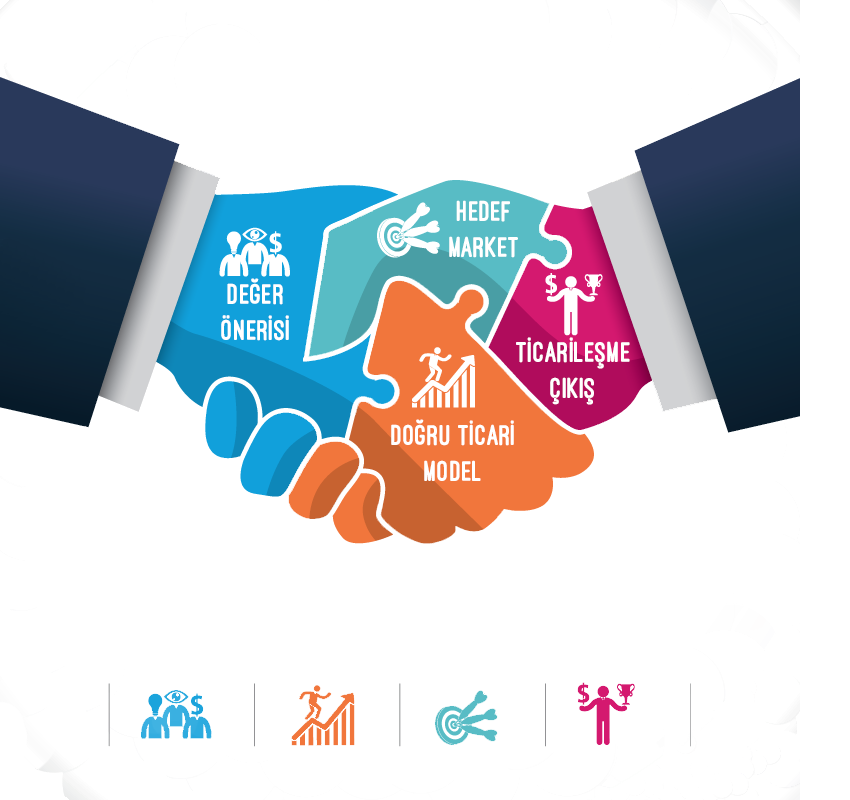 DEĞER
ÖNERİSİ
HEDEF
MARKET
TİCARİLEŞME
ÇIKIŞ
DOĞRU TİCARİ
MODEL